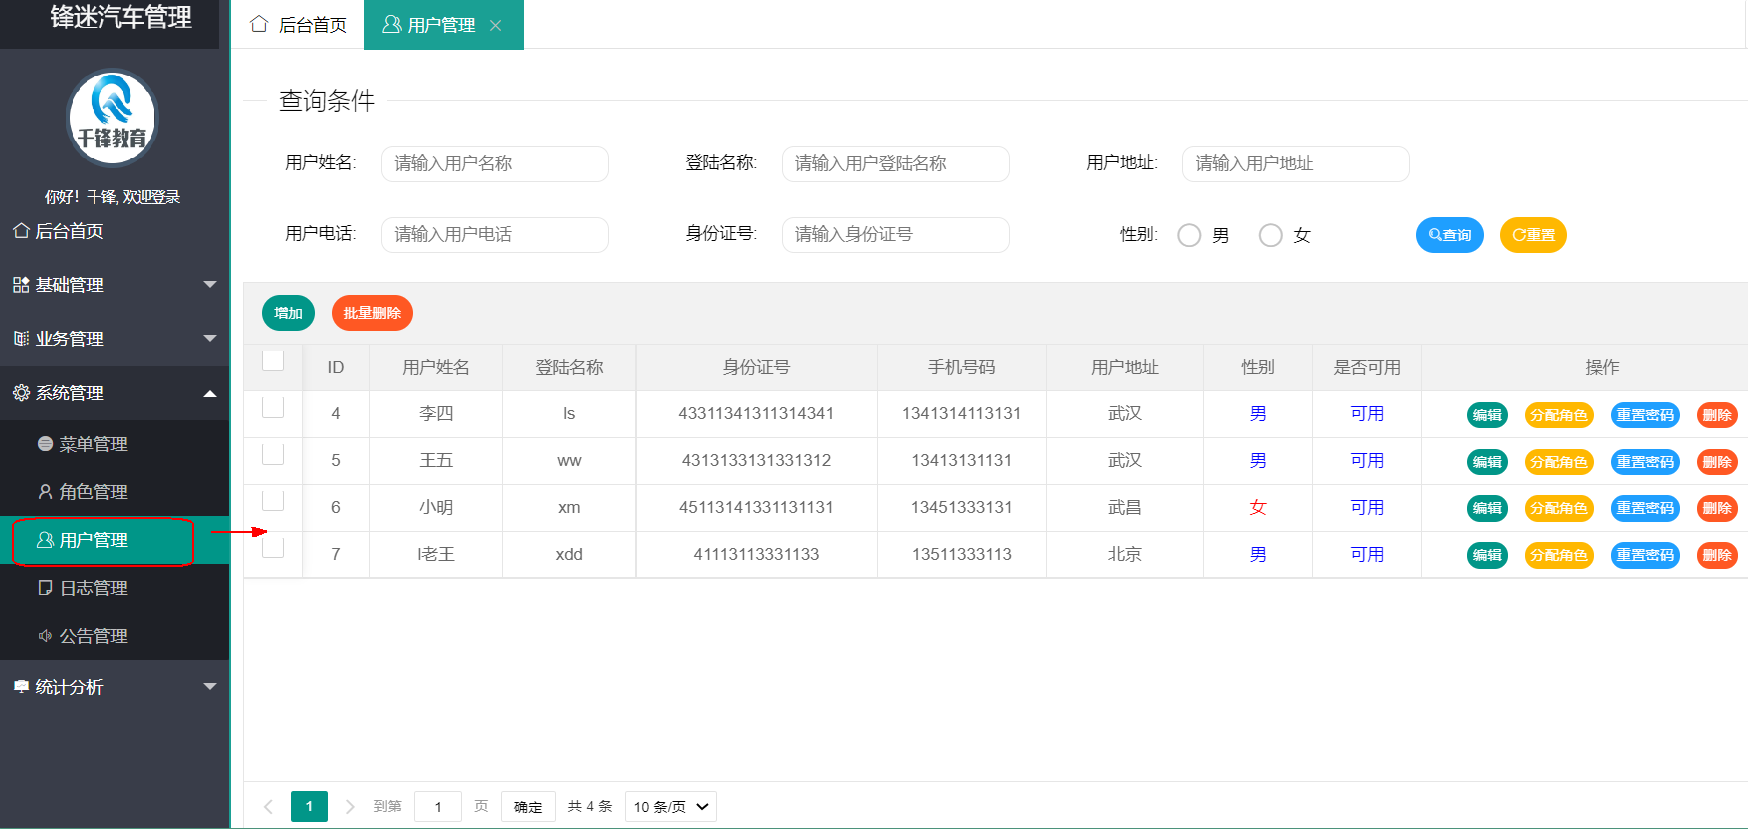 锋迷汽车管理
后台首页
用户管理
千锋教育
你好！千锋, 欢迎登录
后台首页
基础管理
业务管理
系统管理
菜单管理
角色管理
用户管理
日志管理
公告管理
统计分析
查询条件
用户姓名: 请输入用户名称 登陆名称: 请输入用户登陆名称 用户地址: 请输入用户地址
用户电话: 请输入用户电话 身份证号: 请输入身份证号 性别: 男 女 查询 重置
增加 批量删除
ID 用户姓名 登陆名称 身份证号 手机号码 用户地址 性别 是否可用 操作
4 李四 ls 43311341311314341 1341314113131 武汉 男 可用 编辑 分配角色 重置密码 删除
5 王五 ww 4313133131331312 13413131131 武汉 男 可用 编辑 分配角色 重置密码 删除
6 小明 xm 45113141331131131 13451333131 武昌 女 可用 编辑 分配角色 重置密码 删除
7 l老王 xdd 41113113331133 13511333113 北京 男 可用 编辑 分配角色 重置密码 删除
1 到第 1 页 确定 共 4 条 10 条/页